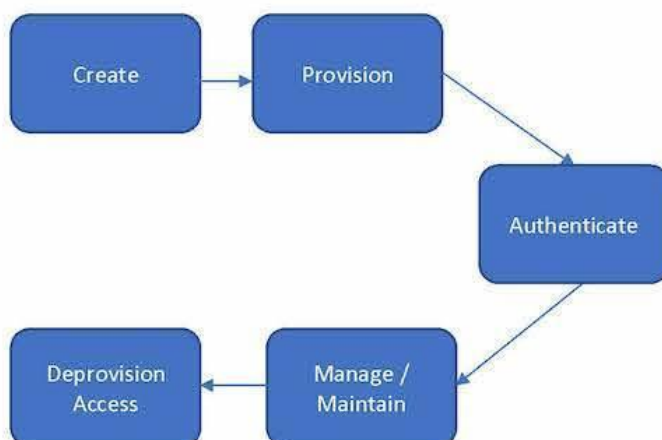 Create
Provision
Authenticate
Manage /
Maintain
Deprovision
Access